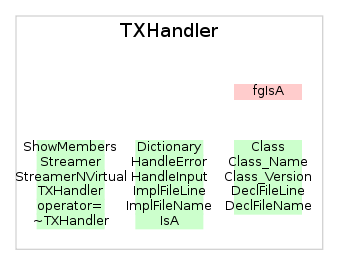 TXHandler
fgIsA
ShowMembers
Streamer
StreamerNVirtual
TXHandler
operator=
~TXHandler
Dictionary
HandleError
HandleInput
ImplFileLine
ImplFileName
IsA
Class
Class_Name
Class_Version
DeclFileLine
DeclFileName